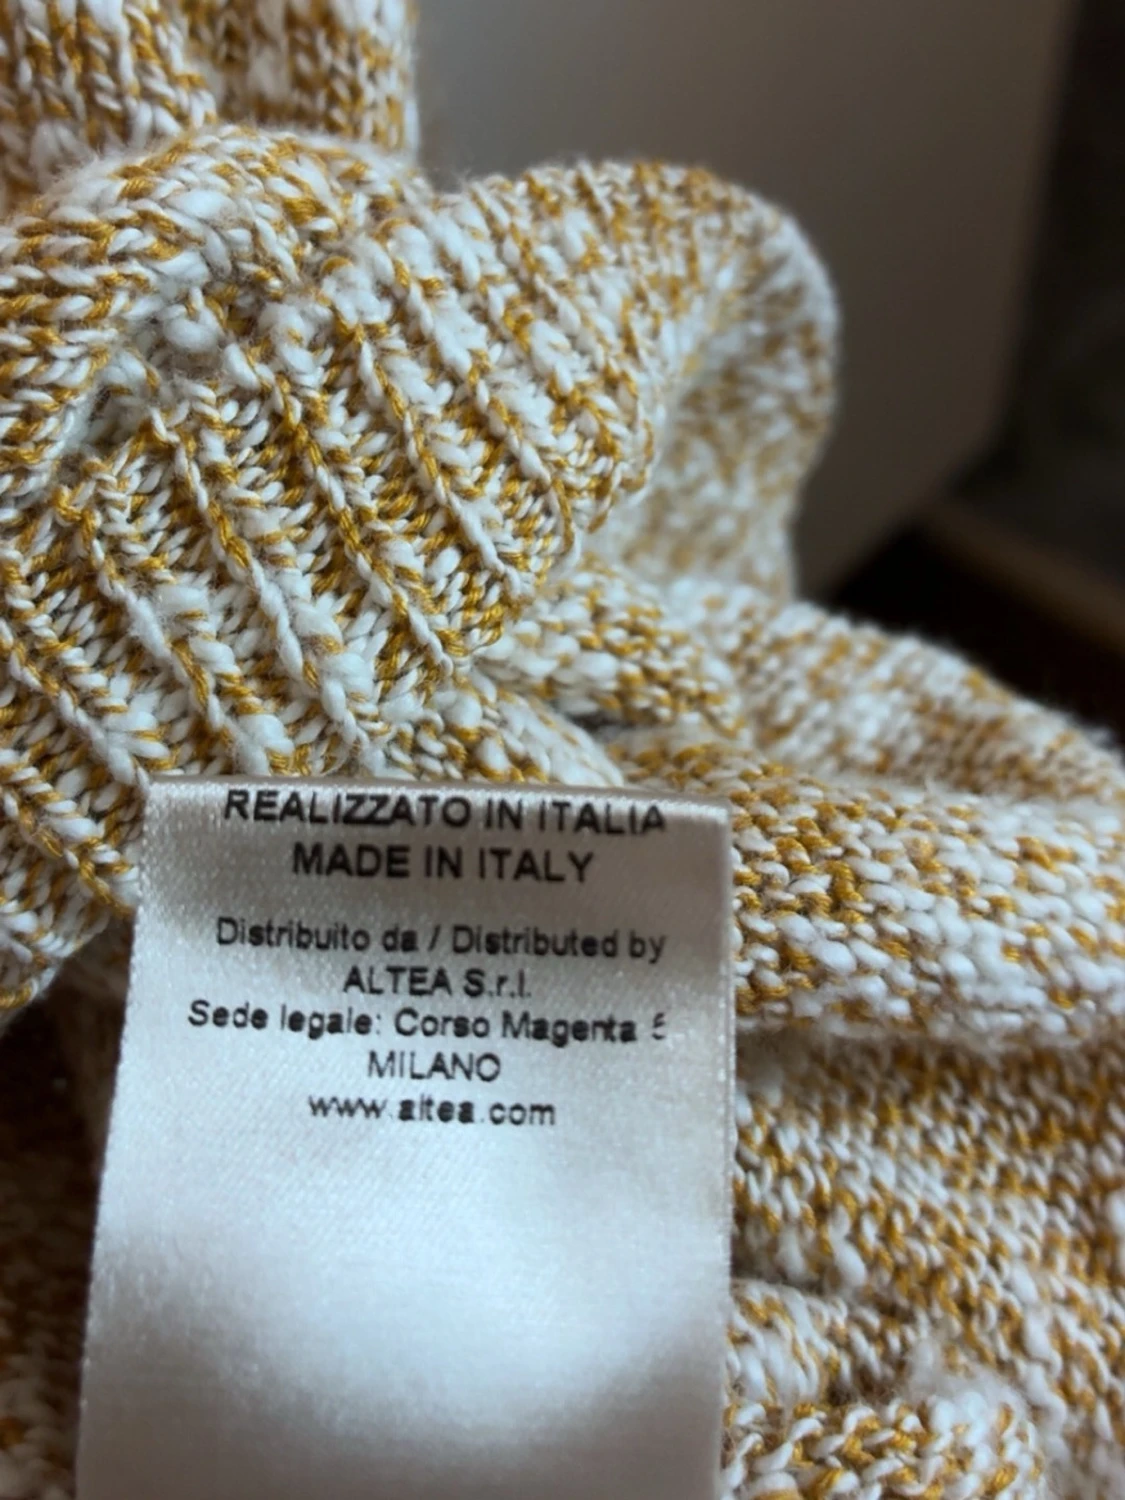 REALIZZATO IN ITALIA
MADE IN ITALY
Distribuito da / Distributed by
ALTEA S.r.l.
Sede legale: Corso Magenta
MILANO
www.altea.com